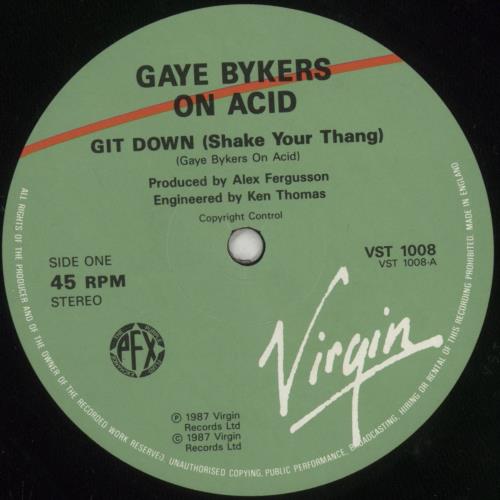 GAYE BYKERS
ON ACID
GIT DOWN (Shake Your Thang)
(Gaye Bykers On Acid)
Produced by Alex Fergusson
Engineered by Ken Thomas
Copyright Control
SIDE ONE
45 RPM
STEREO
VST 1008
VST 1008-A
PFX
Virgin
Ⓟ 1987 Virgin
Records Ltd
© 1987 Virgin
Records Ltd
ALL RIGHTS OF THE PRODUCER AND OF THE OWNER OF THE RECORDED WORK RESERVED. UNAUTHORISED COPYING, PUBLIC PERFORMANCE, BROADCASTING, HIRING OR RENTAL OF THIS RECORDING PROHIBITED. MADE IN ENGLAND.